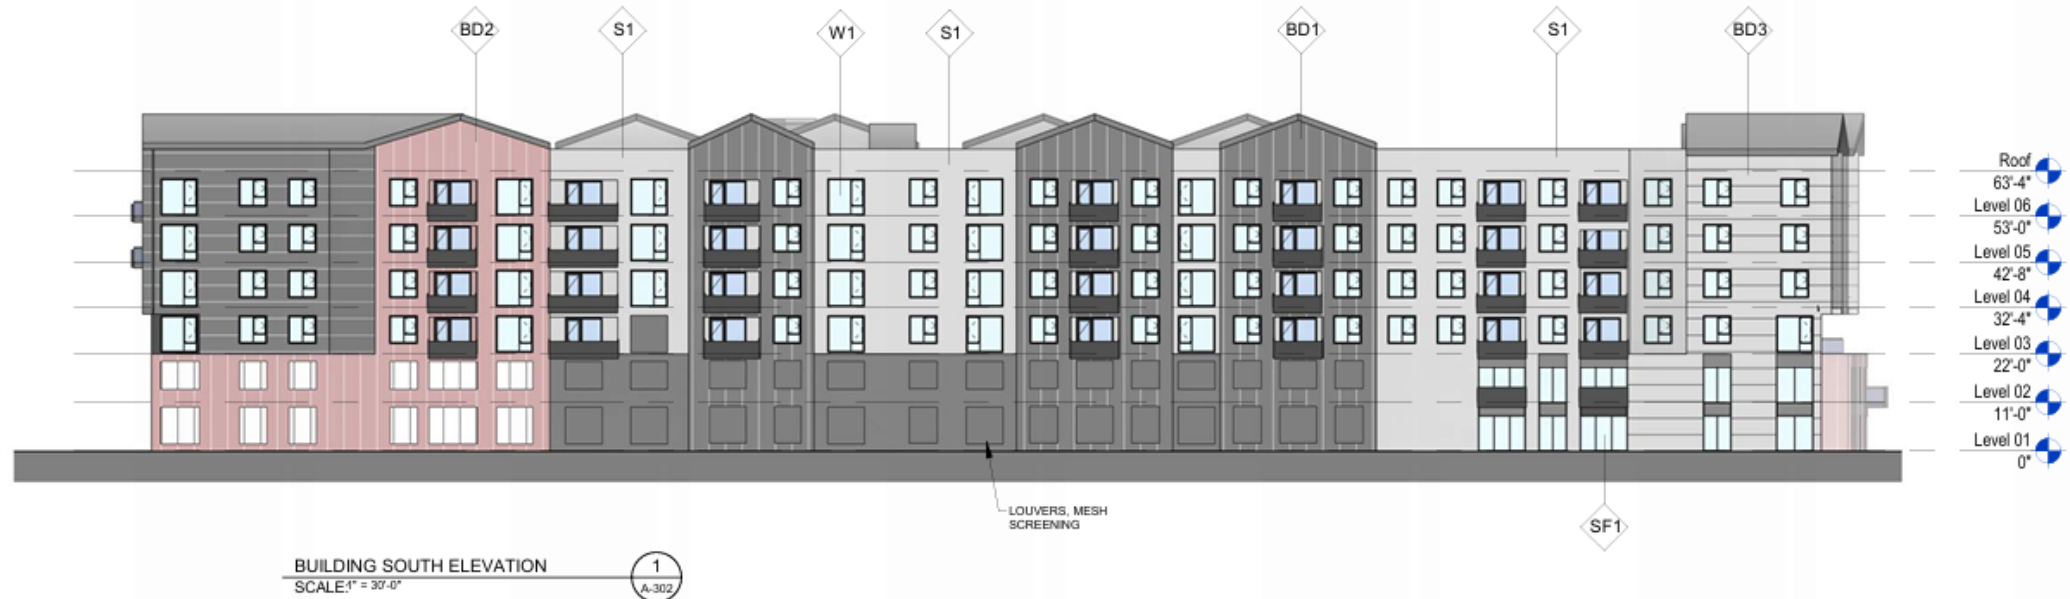 BD2
S1
W1
S1
BD1
S1
BD3
Roof
63'-4"
Level 06
53'-0"
Level 05
42'-8"
Level 04
32'-4"
Level 03
22'-0"
Level 02
11'-0"
Level 01
0"
LOUVERS, MESH
SCREENING
SF1
BUILDING SOUTH ELEVATION
SCALE: 1" = 30'-0"
1
A-302